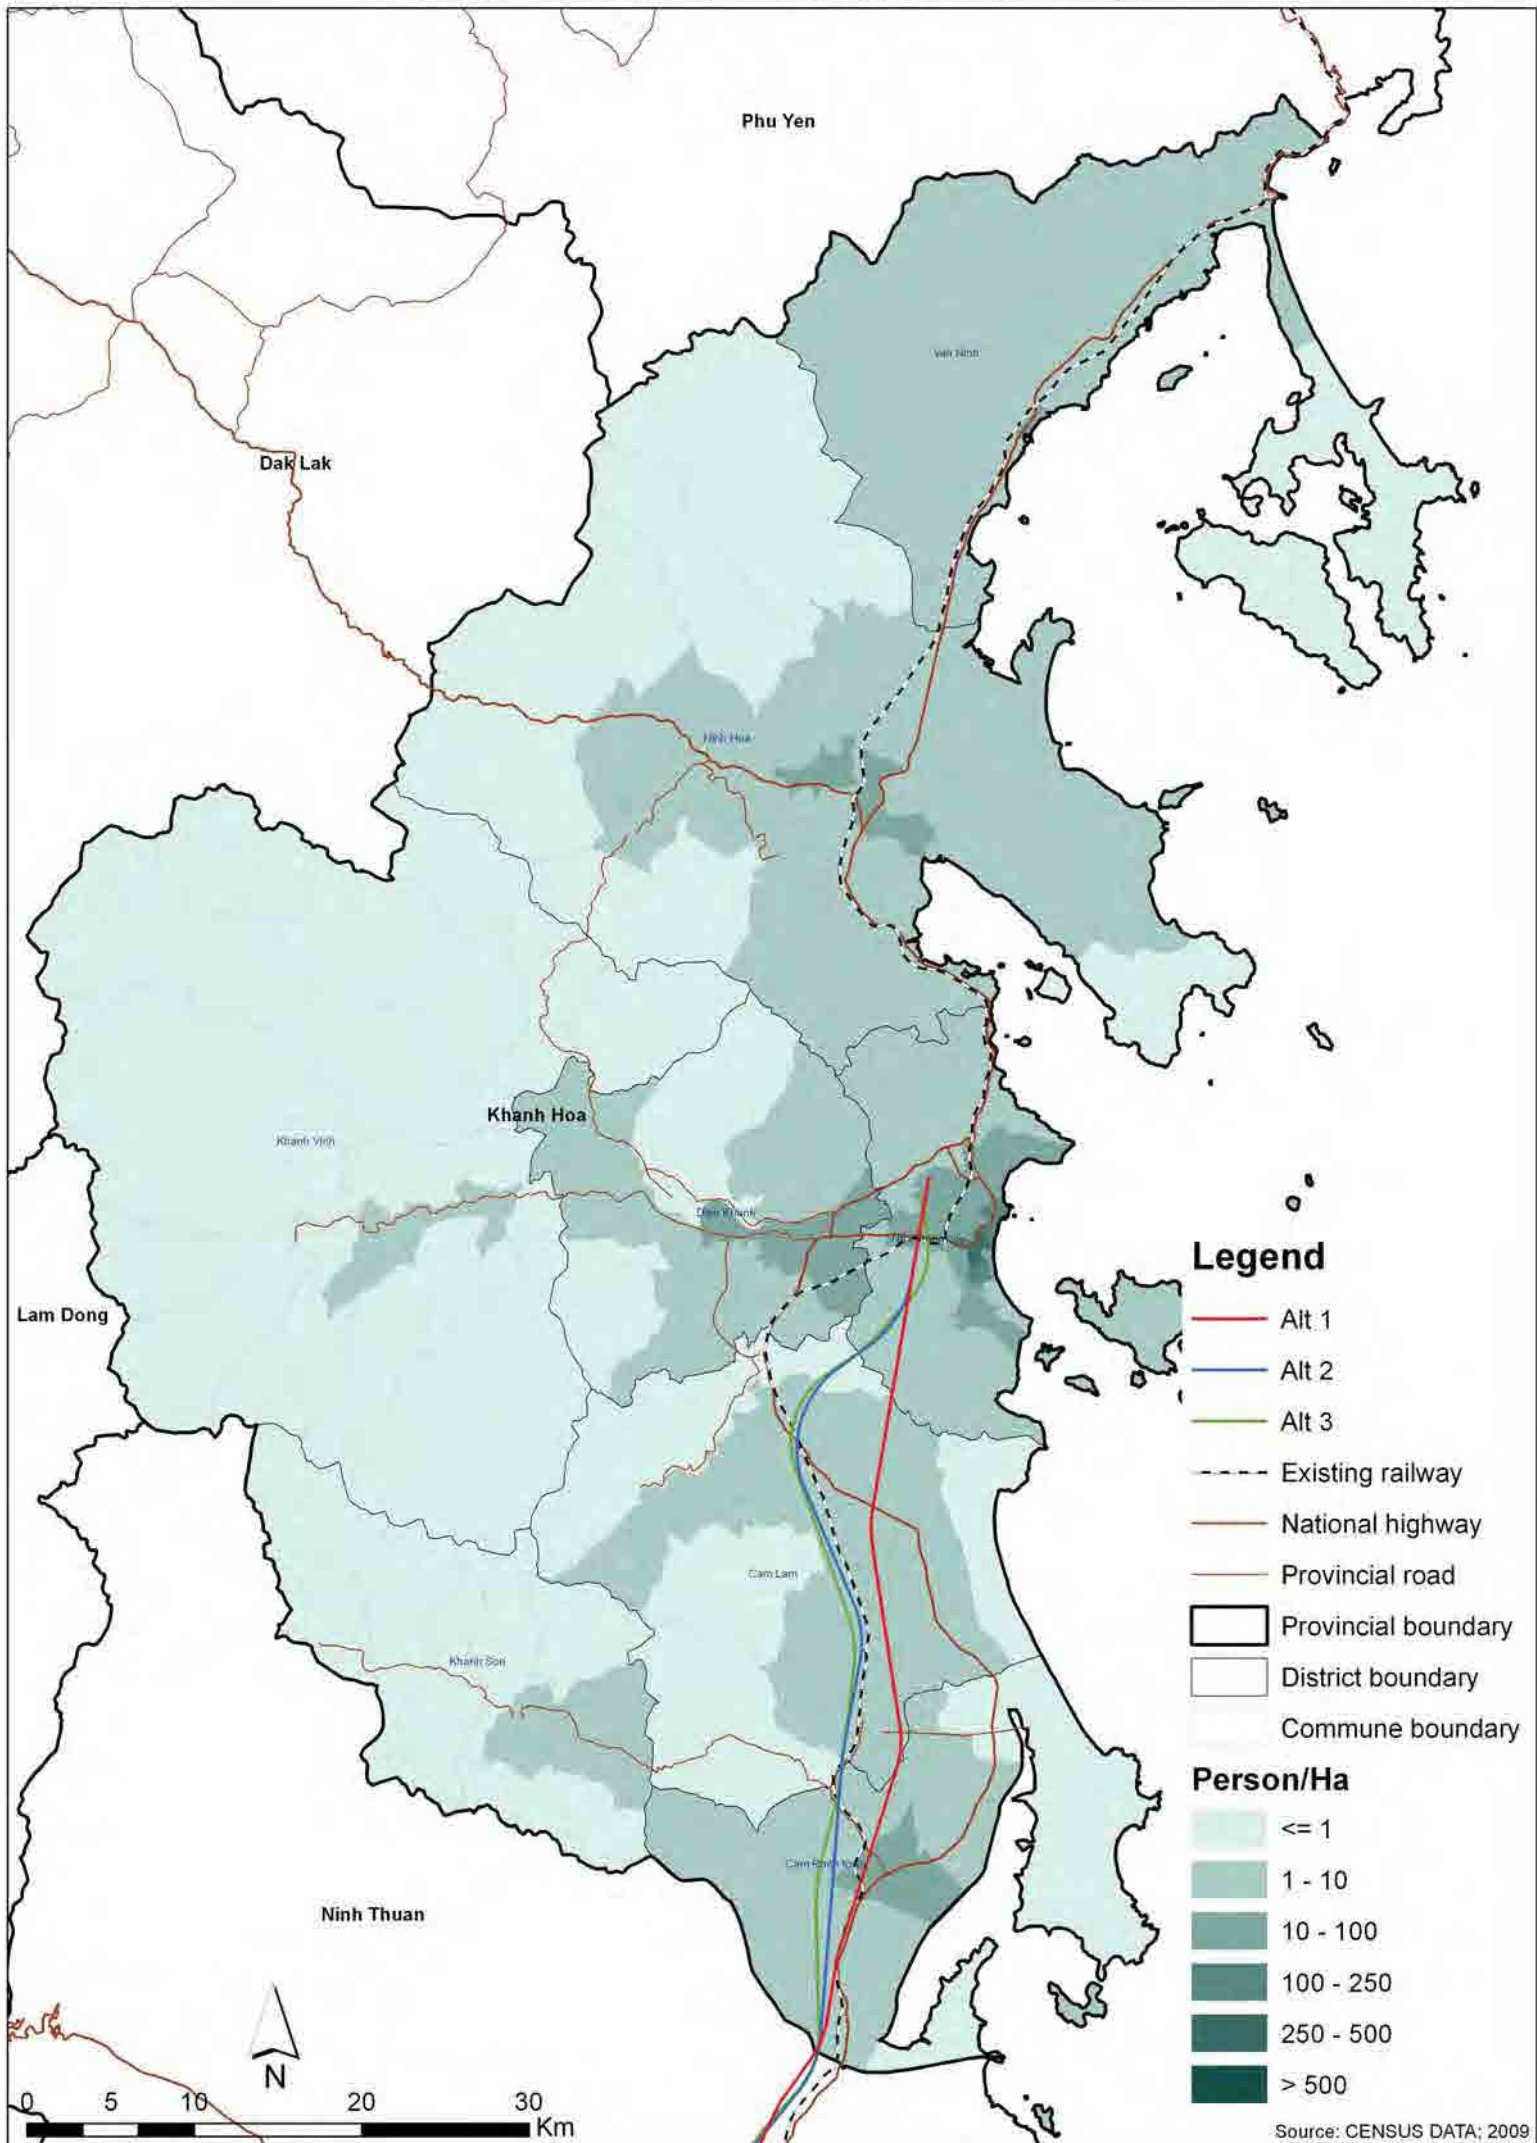 Phu Yen
Van Ninh
Dak Lak
Ninh Hoa
Khanh Hoa
Khanh Vinh
Dien Khanh
Lam Dong
Cam Lam
Khanh Son
Ninh Thuan
N
0 5 10 20 30
Km
Legend
Alt 1
Alt 2
Alt 3
Existing railway
National highway
Provincial road
Provincial boundary
District boundary
Commune boundary
Person/Ha
<= 1
1 - 10
10 - 100
100 - 250
250 - 500
> 500
Source: CENSUS DATA; 2009